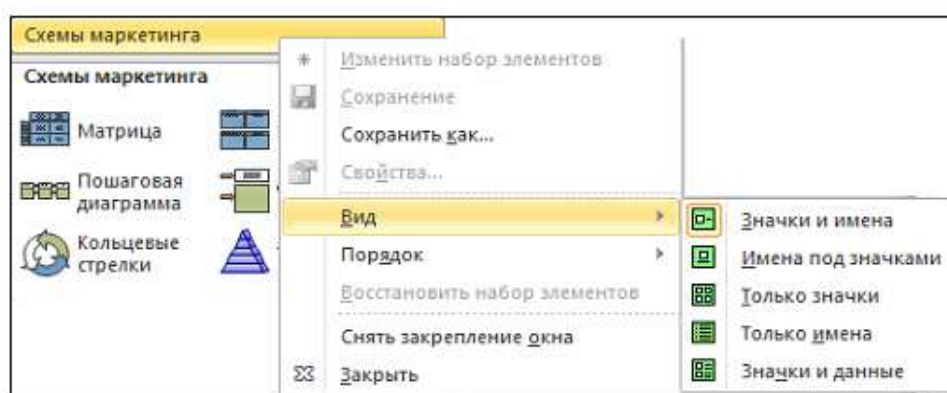 Схемы маркетинга
Схемы маркетинга
Матрица
Пошаговая
диаграмма
Кольцевые
стрелки
Изменить набор элементов
Сохранение
Сохранить как...
Свойства...
Вид
Порядок
Восстановить набор элементов
Снять закрепление окна
Закрыть
Значки и имена
Имена под значками
Только значки
Только имена
Значки и данные